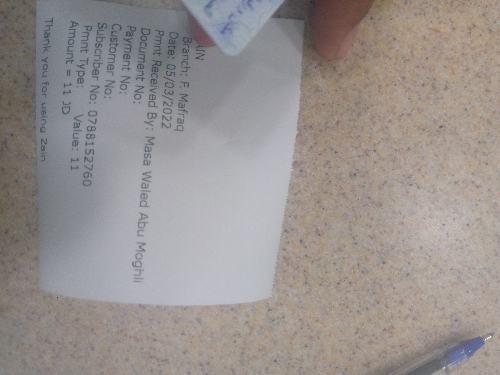 Branch: F. Mafraq
Date: 05/03/2022
Pmnt Received By: Masa Waled Abu Moghli
Document No:
Payment No:
Customer No:
Subscriber No: 0788152760
Pmnt Type: Value: 11
Amount = 11 JD
Thank you for using Zain